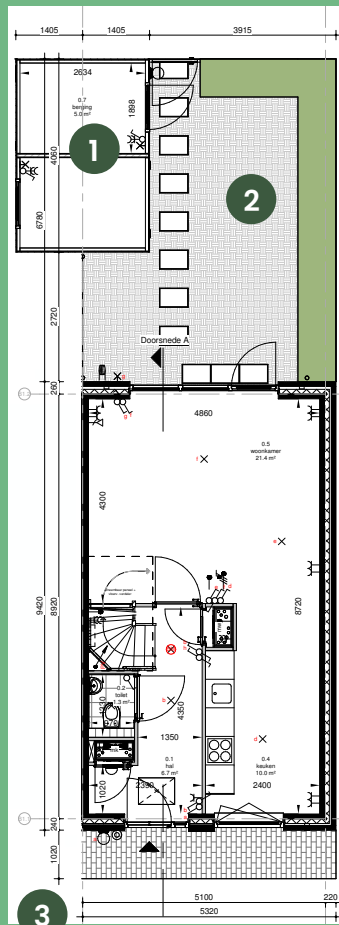 1405
1405
3915
2634
0.7
berging
5.0 m²
1898
1
2
4060
6780
2720
Doorsnede A
260
4860
0.5
woonkamer
21.4 m²
4300
9420
8920
8720
0.2
toilet
1.3 m²
4350
1350
0.1
hal
6.7 m²
0.4
keuken
10.0 m²
1020
2390
2400
240
1020
3
5100
220
5320